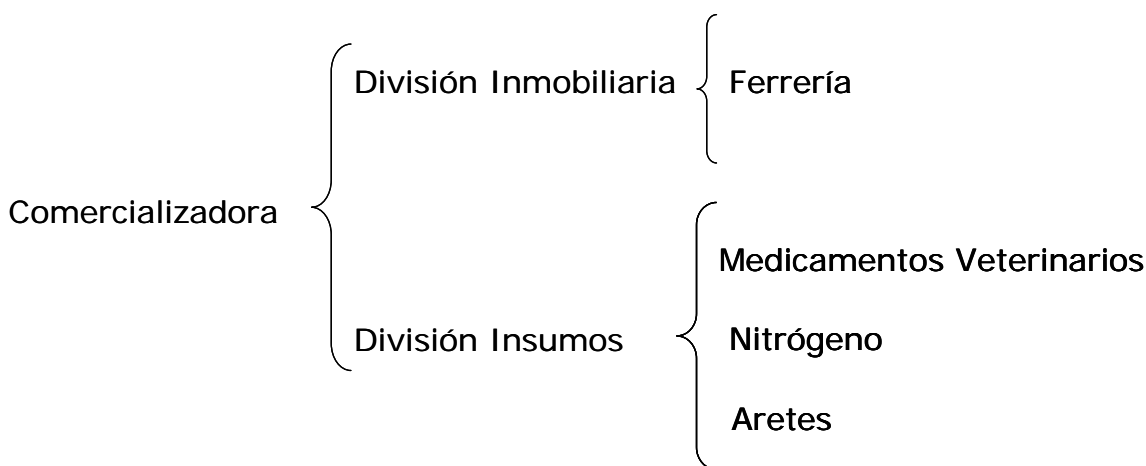 División Inmobiliaria
Ferrería
Comercializadora
Medicamentos Veterinarios
División Insumos
Nitrógeno
Aretes